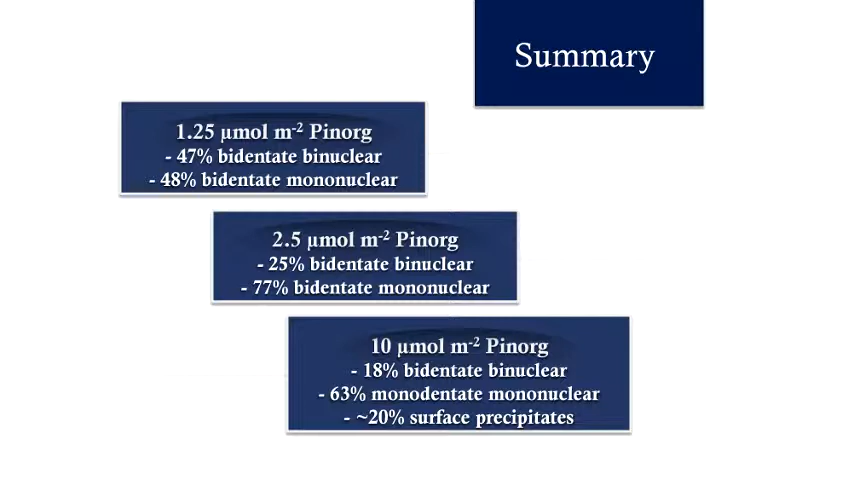 Summary
1.25 µmol m⁻² Pinorg
- 47% bidentate binuclear
- 48% bidentate mononuclear
2.5 µmol m⁻² Pinorg
- 25% bidentate binuclear
- 77% bidentate mononuclear
10 µmol m⁻² Pinorg
- 18% bidentate binuclear
- 63% monodentate mononuclear
- ~20% surface precipitates